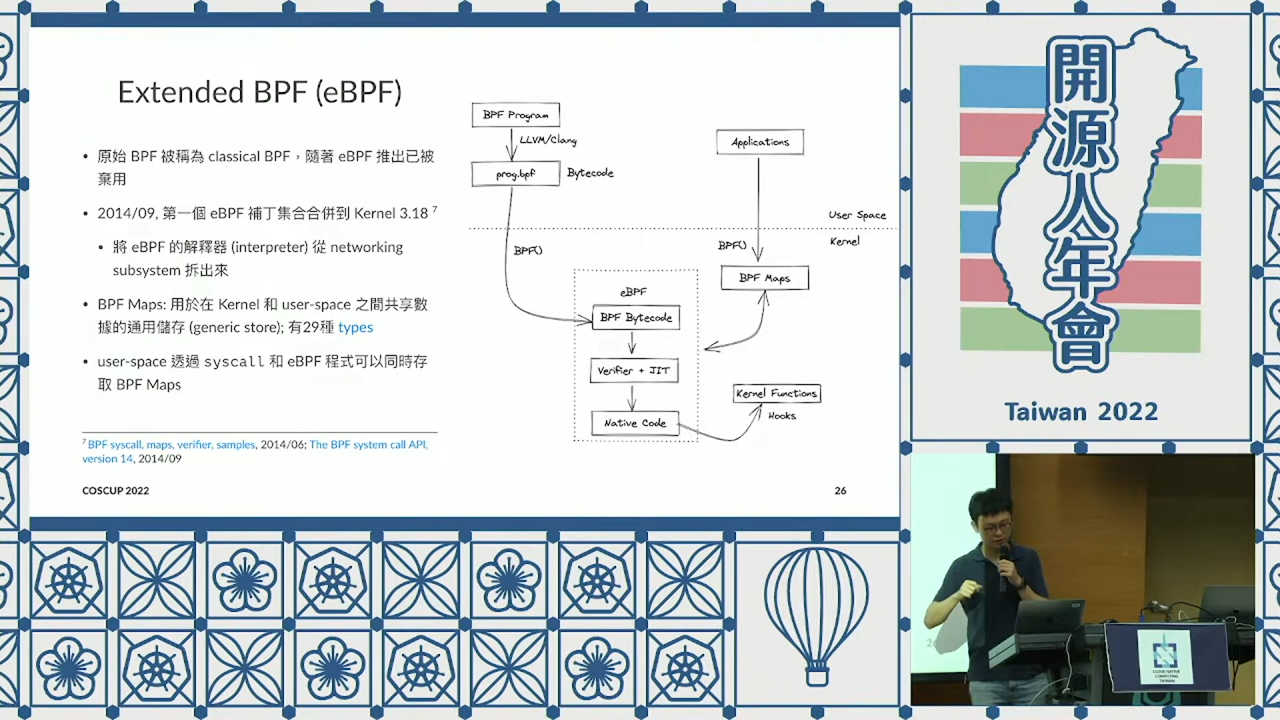 Extended BPF (eBPF)
• 原始 BPF 被稱為 classical BPF，隨著 eBPF 推出已被
棄用
• 2014/09, 第一個 eBPF 補丁集合合併到 Kernel 3.18 ⁷
• 將 eBPF 的解釋器 (interpreter) 從 networking
subsystem 拆出來
• BPF Maps: 用於在 Kernel 和 user-space 之間共享數
據的通用儲存 (generic store); 有29種 types
• user-space 透過 syscall 和 eBPF 程式可以同時存
取 BPF Maps
⁷ BPF syscall, maps, verifier, samples, 2014/06; The BPF system call API,
version 14, 2014/09
COSCUP 2022
26
BPF Program
LLVM/Clang
prog.bpf
Bytecode
Applications
User Space
Kernel
BPF()
BPF()
BPF Maps
eBPF
BPF Bytecode
Verifier + JIT
Native Code
Kernel Functions
Hooks
開源人年會
Taiwan 2022
CLOUD NATIVE
COMPUTING
TAIWAN